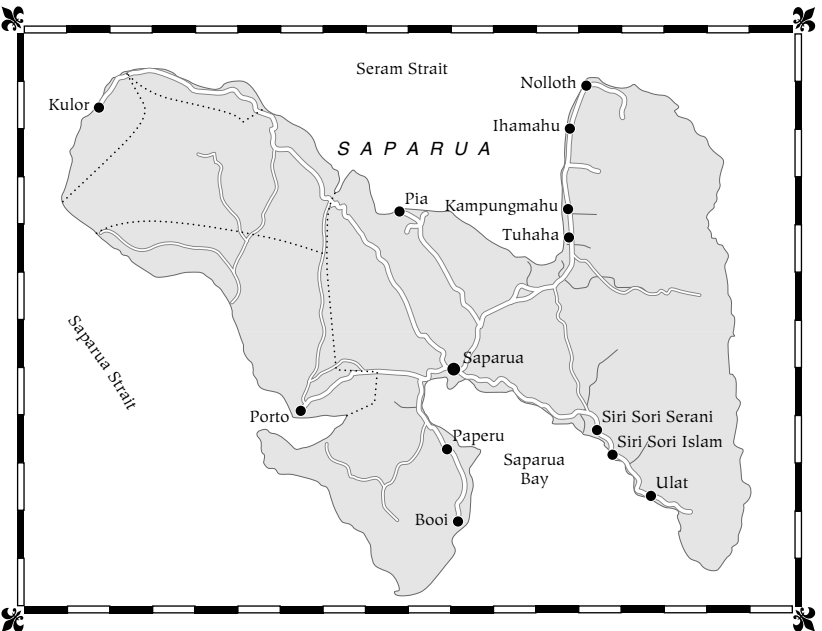 Seram Strait
Nolloth
Kulor
Ihamahu
SAPARUA
Pia
Kampungmahu
Tuhaha
Saparua Strait
Saparua
Porto
Siri Sori Serani
Paperu
Siri Sori Islam
Saparua
Bay
Ulat
Booi